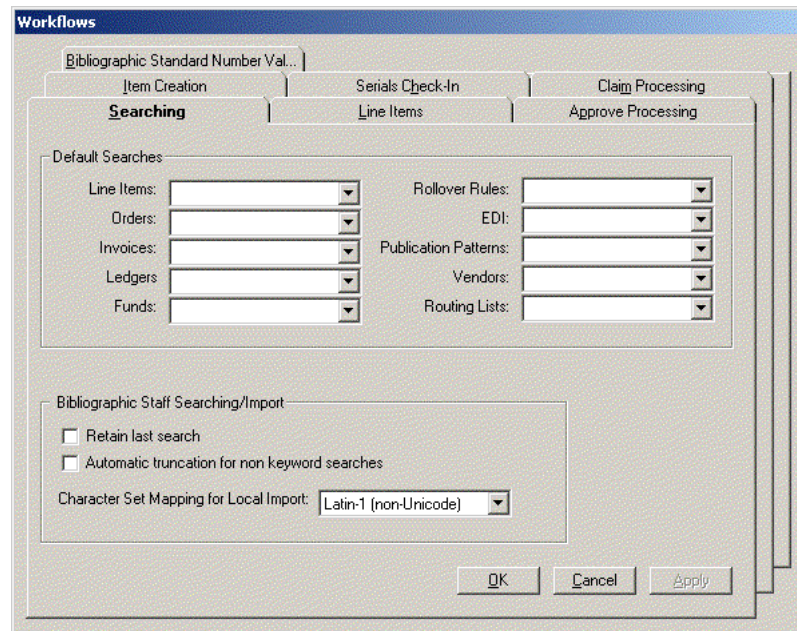 Workflows
Bibliographic Standard Number Val...
Item Creation Serials Check-In Claim Processing
Searching Line Items Approve Processing
Default Searches
Line Items: Rollover Rules:
Orders: EDI:
Invoices: Publication Patterns:
Ledgers Vendors:
Funds: Routing Lists:
Bibliographic Staff Searching/Import
Retain last search
Automatic truncation for non keyword searches
Character Set Mapping for Local Import: Latin-1 (non-Unicode)
OK Cancel Apply